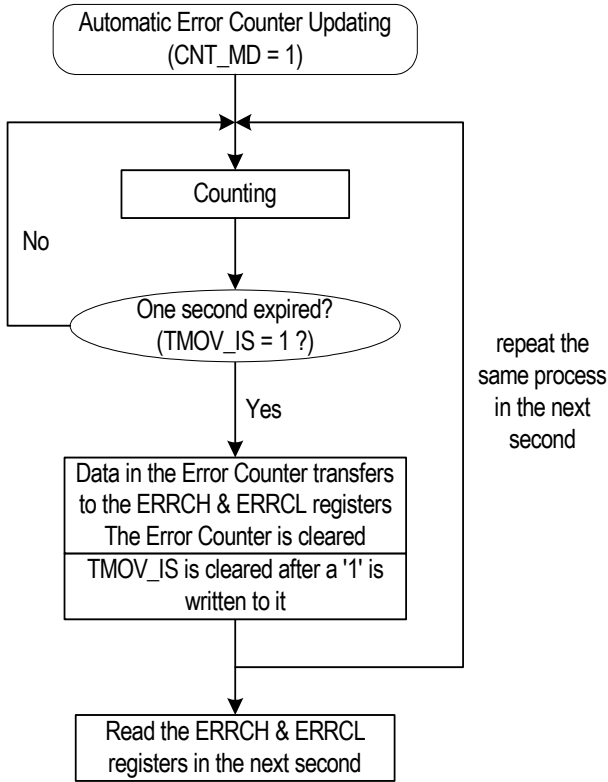 Automatic Error Counter Updating
(CNT_MD = 1)
Counting
No
One second expired?
(TMOV_IS = 1 ?)
repeat the
same process
in the next
second
Yes
Data in the Error Counter transfers
to the ERRCH & ERRCL registers
The Error Counter is cleared
TMOV_IS is cleared after a '1' is
written to it
Read the ERRCH & ERRCL
registers in the next second